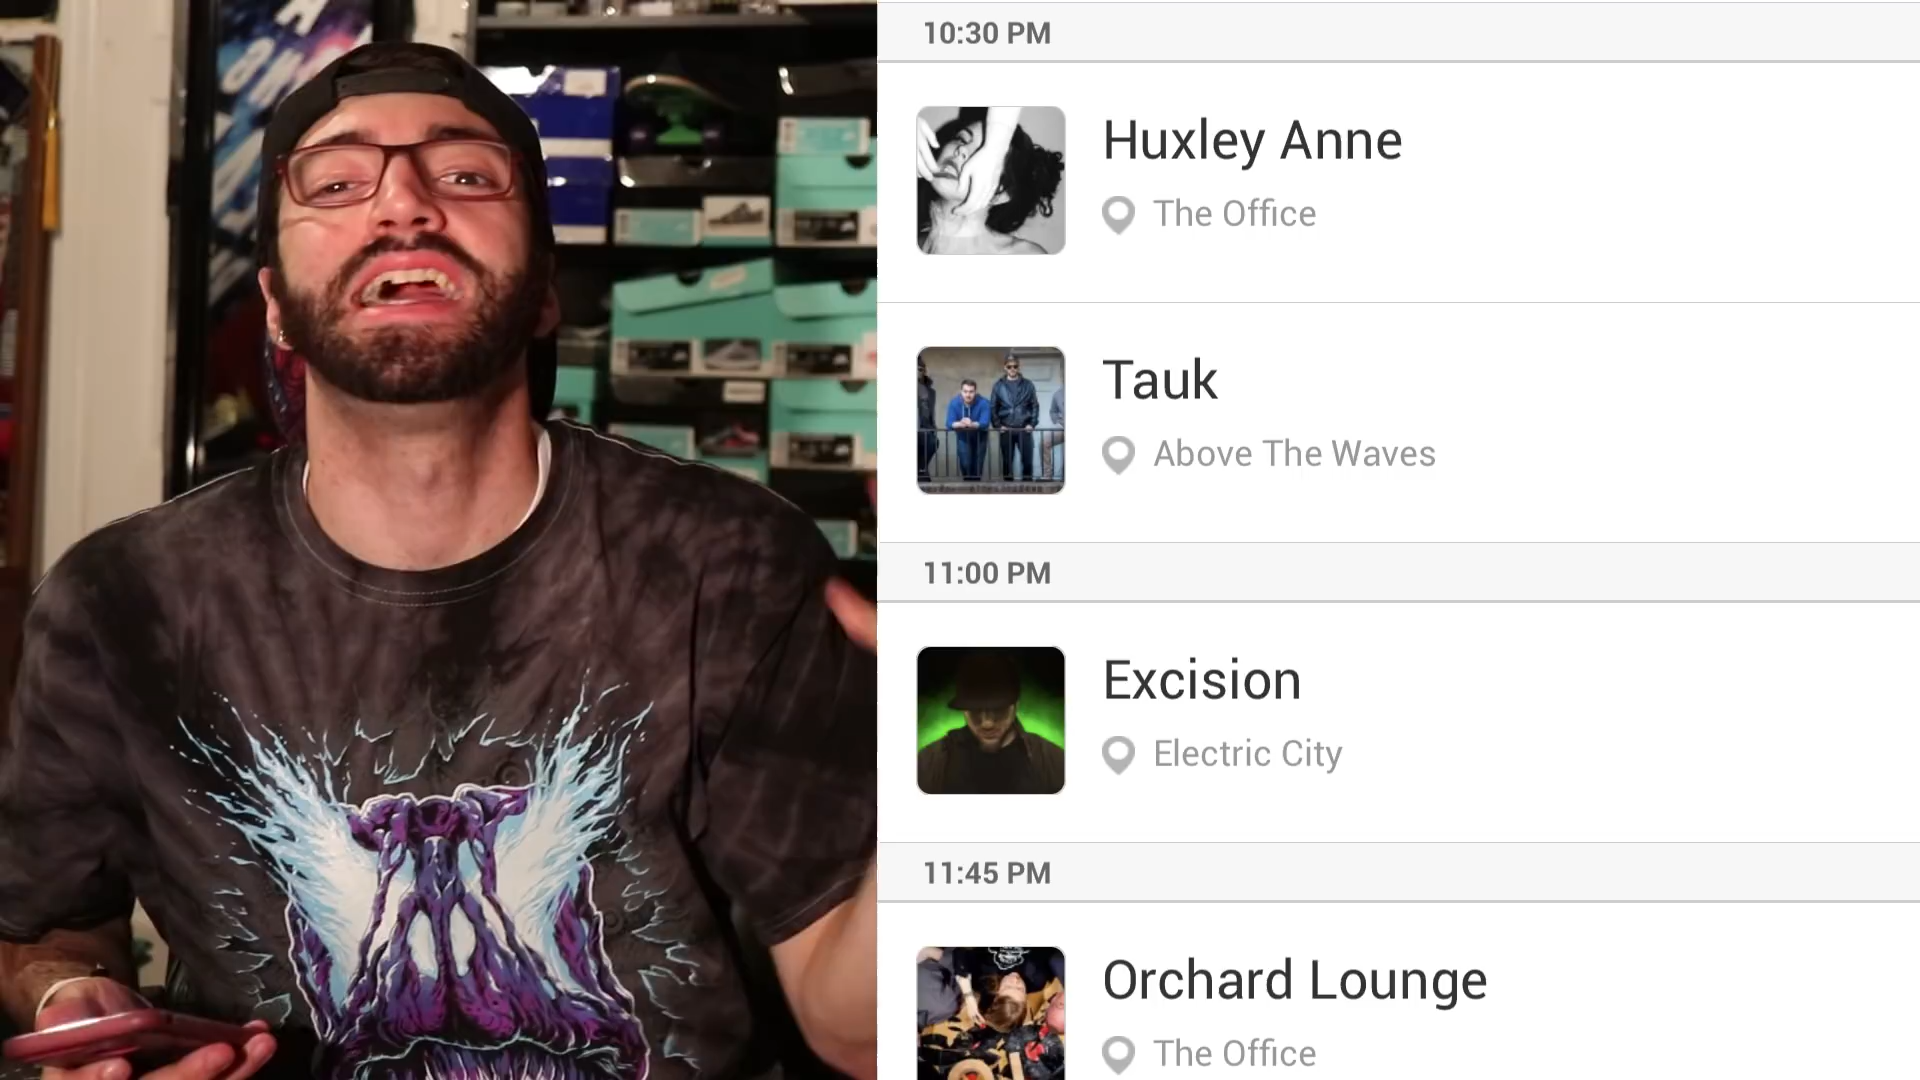 10:30 PM
Huxley Anne
The Office
Tauk
Above The Waves
11:00 PM
Excision
Electric City
11:45 PM
Orchard Lounge
The Office